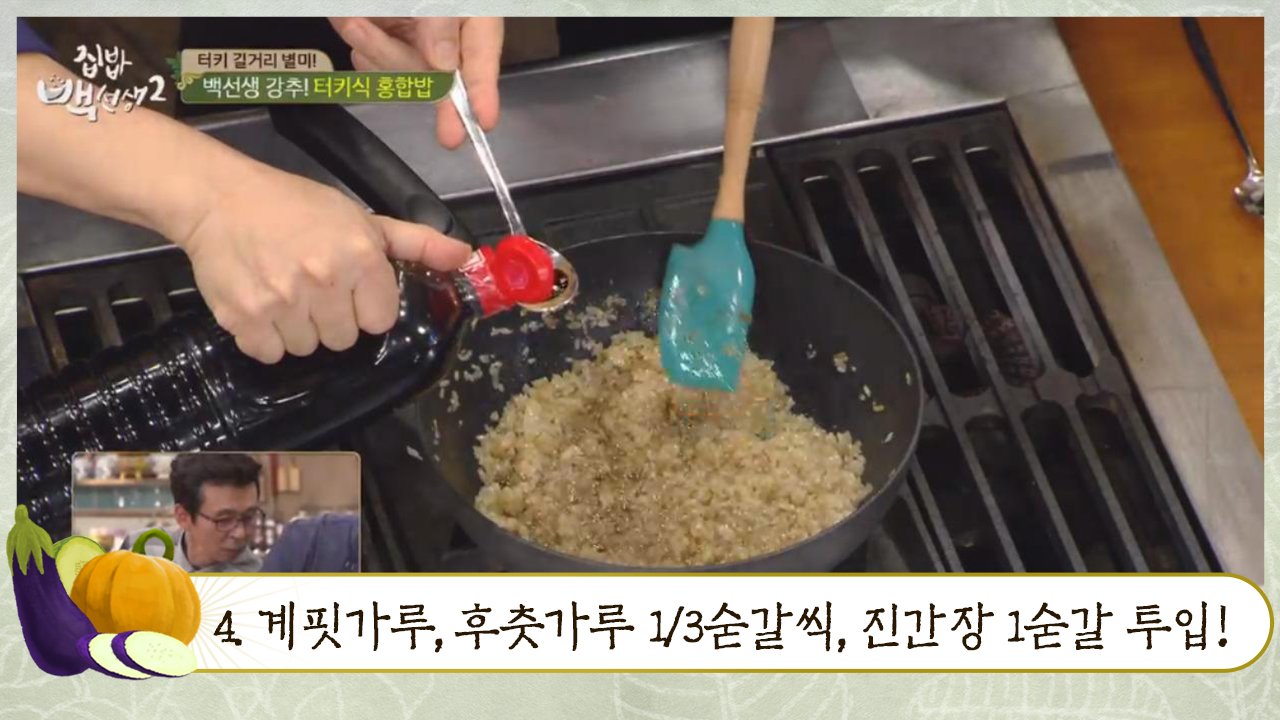 집밥
백선생2
터키 길거리 별미!
백선생 강추! 터키식 홍합밥
4. 계핏가루, 후춧가루 1/3숟갈씩, 진간장 1숟갈 투입!